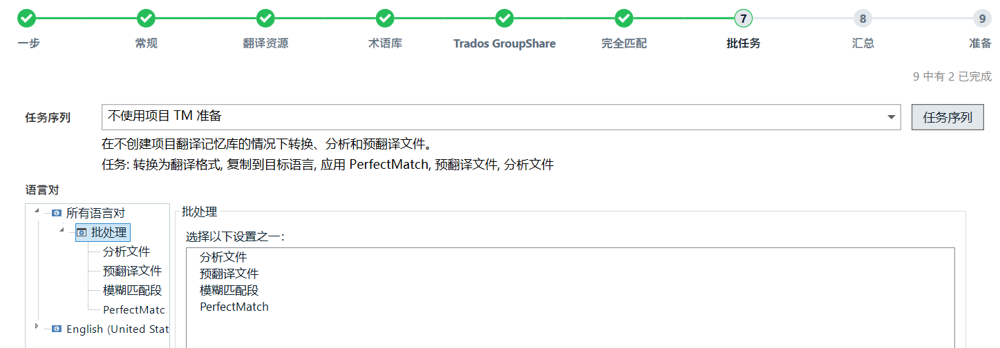 7 8 9
一步 常规 翻译资源 术语库 Trados GroupShare 完全匹配 批任务 汇总 准备
9 中有 2 已完成
任务序列 不使用项目 TM 准备 任务序列
在不创建项目翻译记忆库的情况下转换、分析和预翻译文件。
任务: 转换为翻译格式, 复制到目标语言, 应用 PerfectMatch, 预翻译文件, 分析文件
语言对
所有语言对
批处理
分析文件
预翻译文件
模糊匹配段
PerfectMatc
English (United Stat
批处理
选择以下设置之一:
分析文件
预翻译文件
模糊匹配段
PerfectMatch